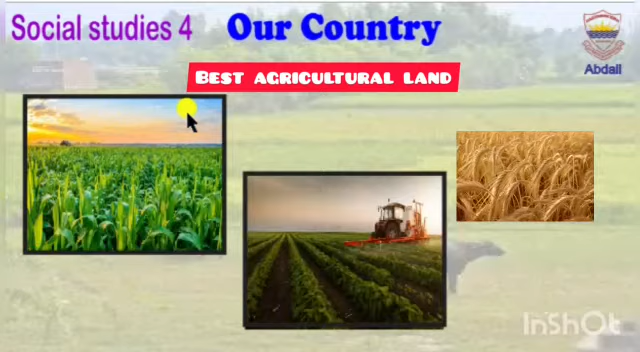 Social studies 4
Our Country
BEST AGRICULTURAL LAND
Abdali
InShOt